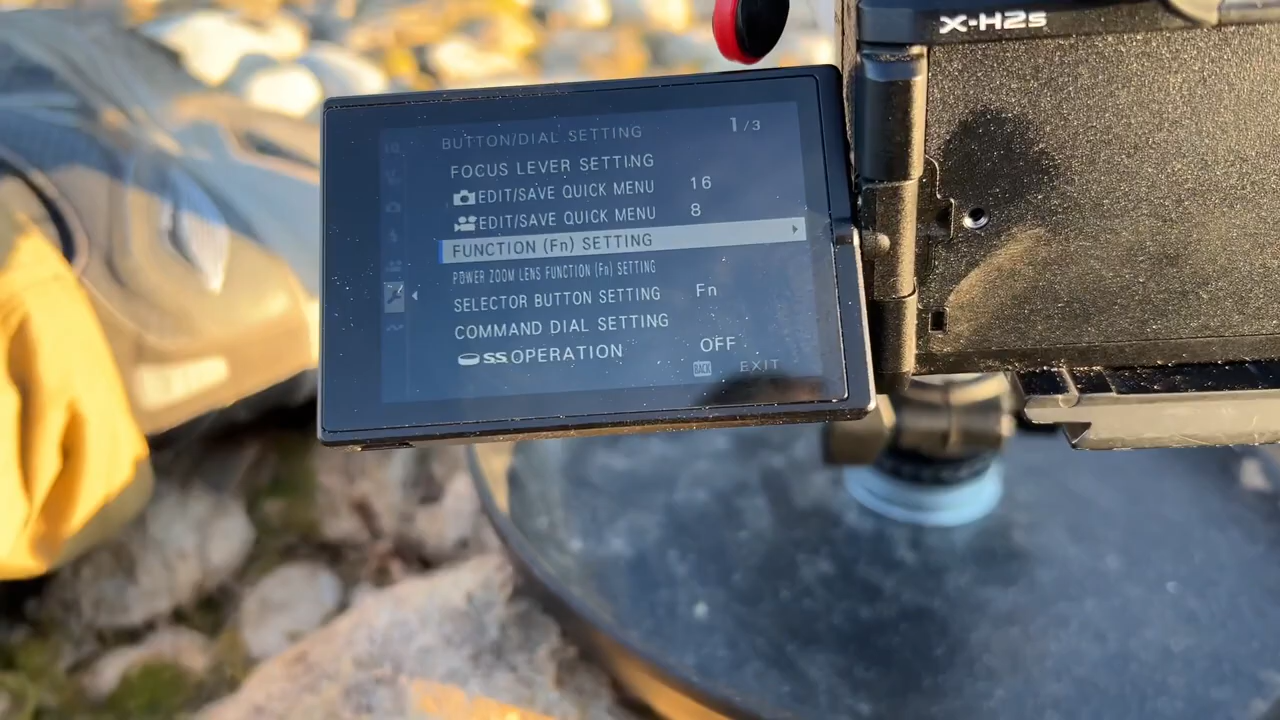 X-H2S
BUTTON/DIAL SETTING 1/3
FOCUS LEVER SETTING
EDIT/SAVE QUICK MENU 16
EDIT/SAVE QUICK MENU 8
FUNCTION (Fn) SETTING
POWER ZOOM LENS FUNCTION (Fn) SETTING
SELECTOR BUTTON SETTING Fn
COMMAND DIAL SETTING
S.S. OPERATION OFF
BACK EXIT